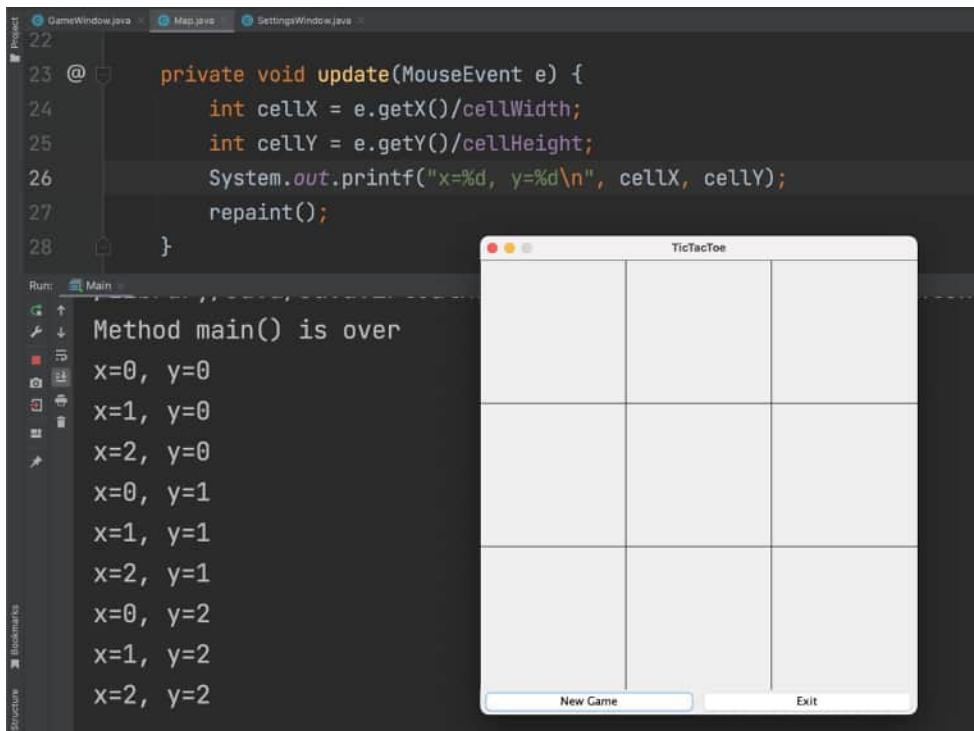 Project
GameWindow.java
Map.java
SettingsWindow.java
22
23 @ private void update(MouseEvent e) {
24 int cellX = e.getX()/cellWidth;
25 int cellY = e.getY()/cellHeight;
26 System.out.printf("x=%d, y=%d\n", cellX, cellY);
27 repaint();
28 }
TicTacToe
Run: Main
Method main() is over
x=0, y=0
x=1, y=0
x=2, y=0
x=0, y=1
x=1, y=1
x=2, y=1
x=0, y=2
x=1, y=2
x=2, y=2
New Game
Exit
Bookmarks
Structure